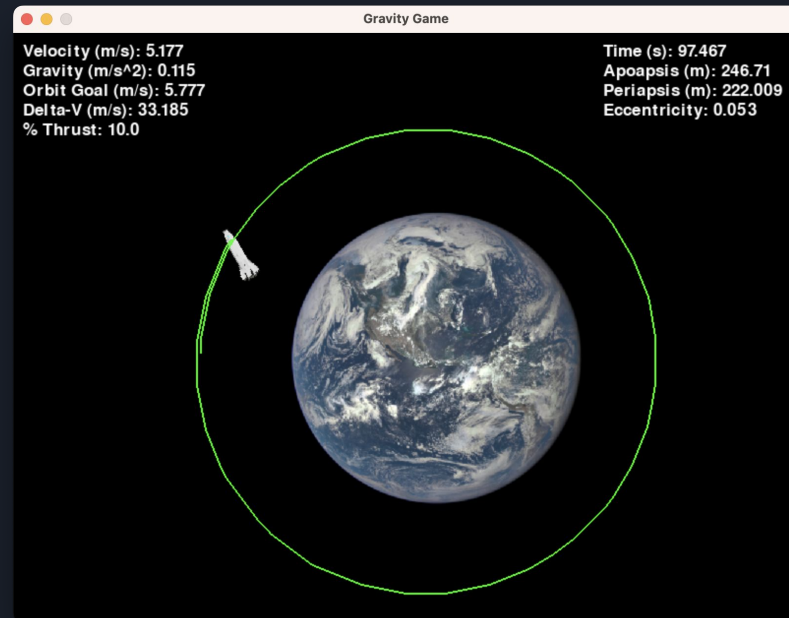 Gravity Game
Velocity (m/s): 5.177
Gravity (m/s^2): 0.115
Orbit Goal (m/s): 5.777
Delta-V (m/s): 33.185
% Thrust: 10.0
Time (s): 97.467
Apoapsis (m): 246.71
Periapsis (m): 222.009
Eccentricity: 0.053